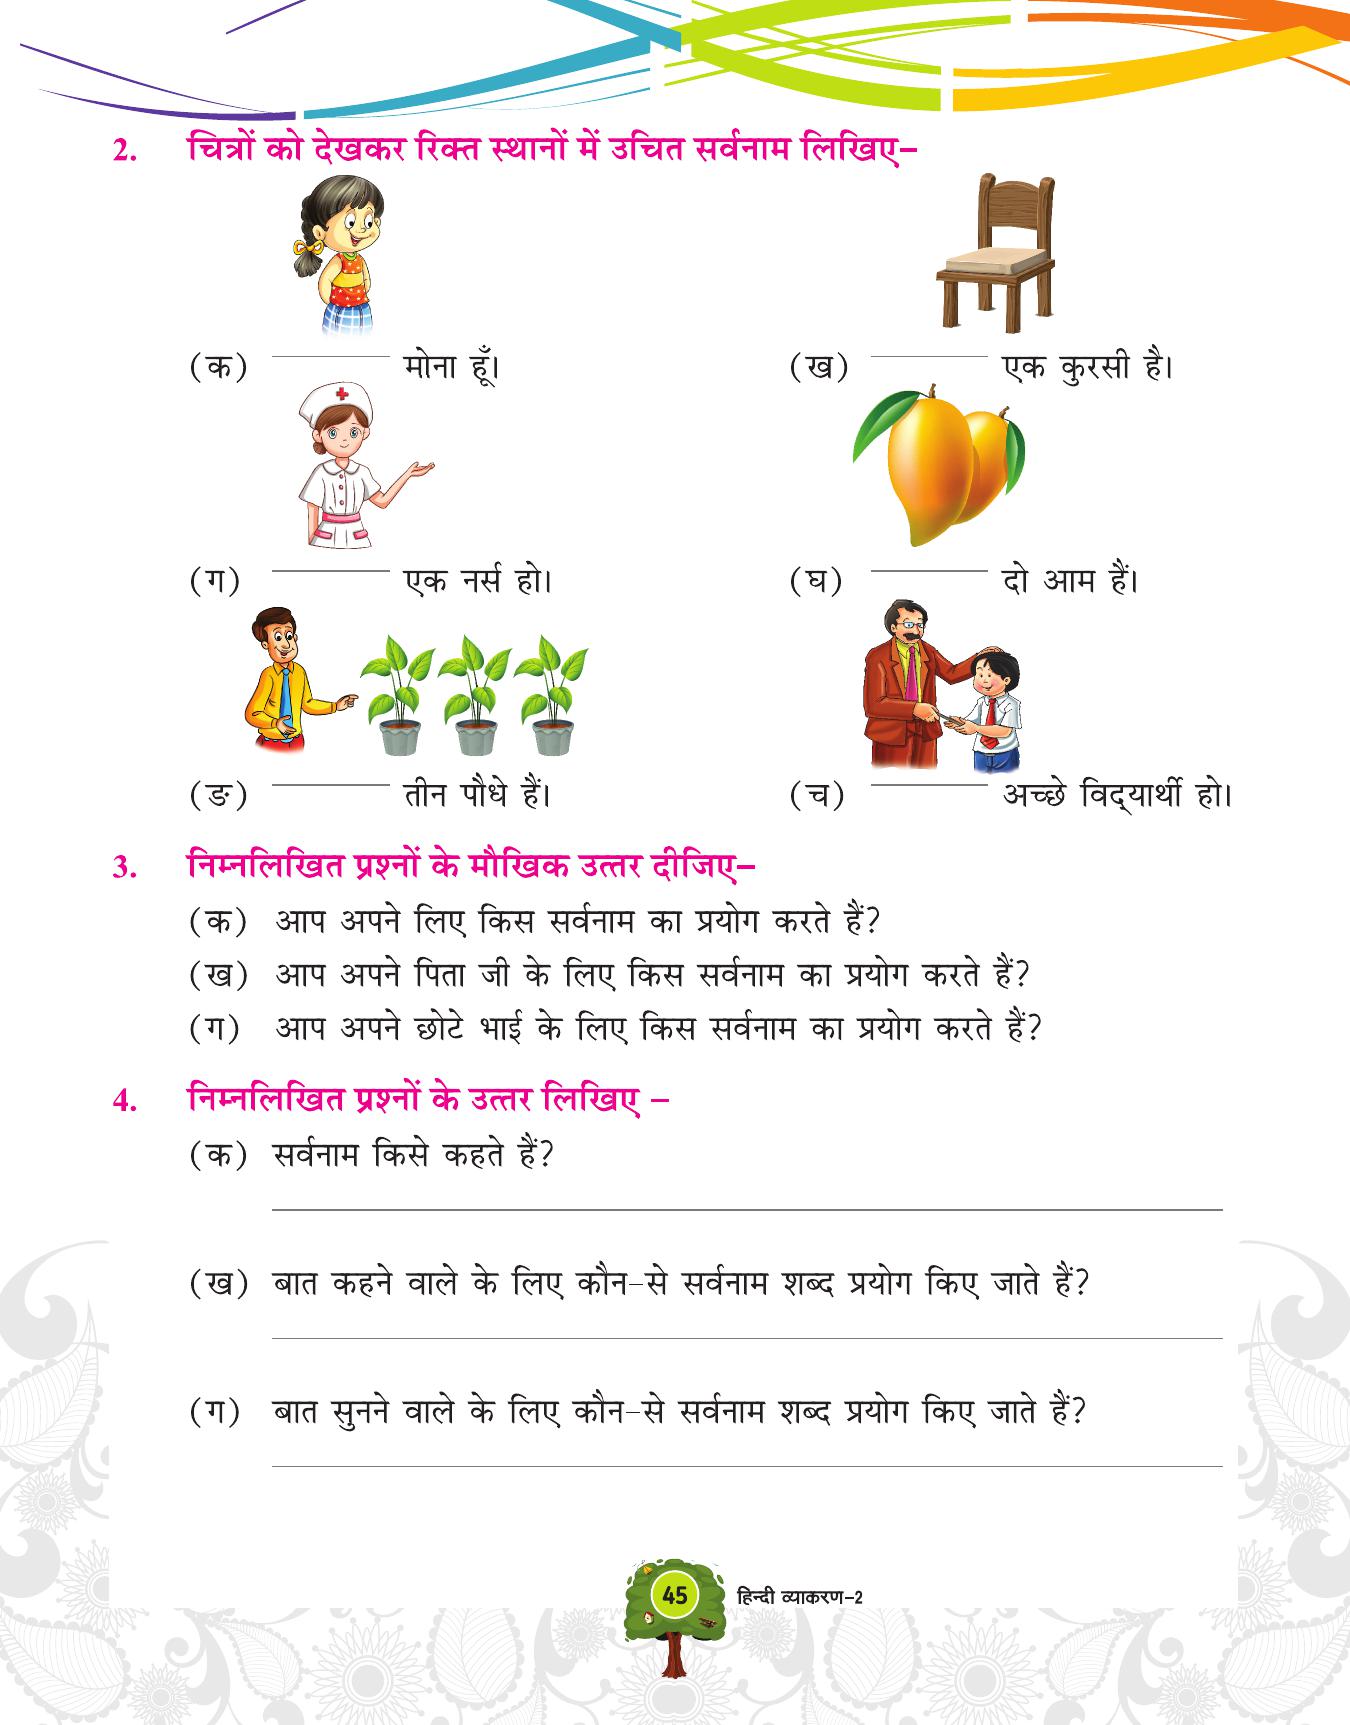 2. चित्रों को देखकर रिक्त स्थानों में उचित सर्वनाम लिखिए–
(क) ________ मोना हूँ।
(ख) ________ एक कुरसी है।
(ग) ________ एक नर्स हो।
(घ) ________ दो आम हैं।
(ङ) ________ तीन पौधे हैं।
(च) ________ अच्छे विद्‌यार्थी हो।
3. निम्नलिखित प्रश्नों के मौखिक उत्तर दीजिए–
(क) आप अपने लिए किस सर्वनाम का प्रयोग करते हैं?
(ख) आप अपने पिता जी के लिए किस सर्वनाम का प्रयोग करते हैं?
(ग) आप अपने छोटे भाई के लिए किस सर्वनाम का प्रयोग करते हैं?
4. निम्नलिखित प्रश्नों के उत्तर लिखिए –
(क) सर्वनाम किसे कहते हैं?
(ख) बात कहने वाले के लिए कौन-से सर्वनाम शब्द प्रयोग किए जाते हैं?
(ग) बात सुनने वाले के लिए कौन-से सर्वनाम शब्द प्रयोग किए जाते हैं?
45 हिन्दी व्याकरण-2